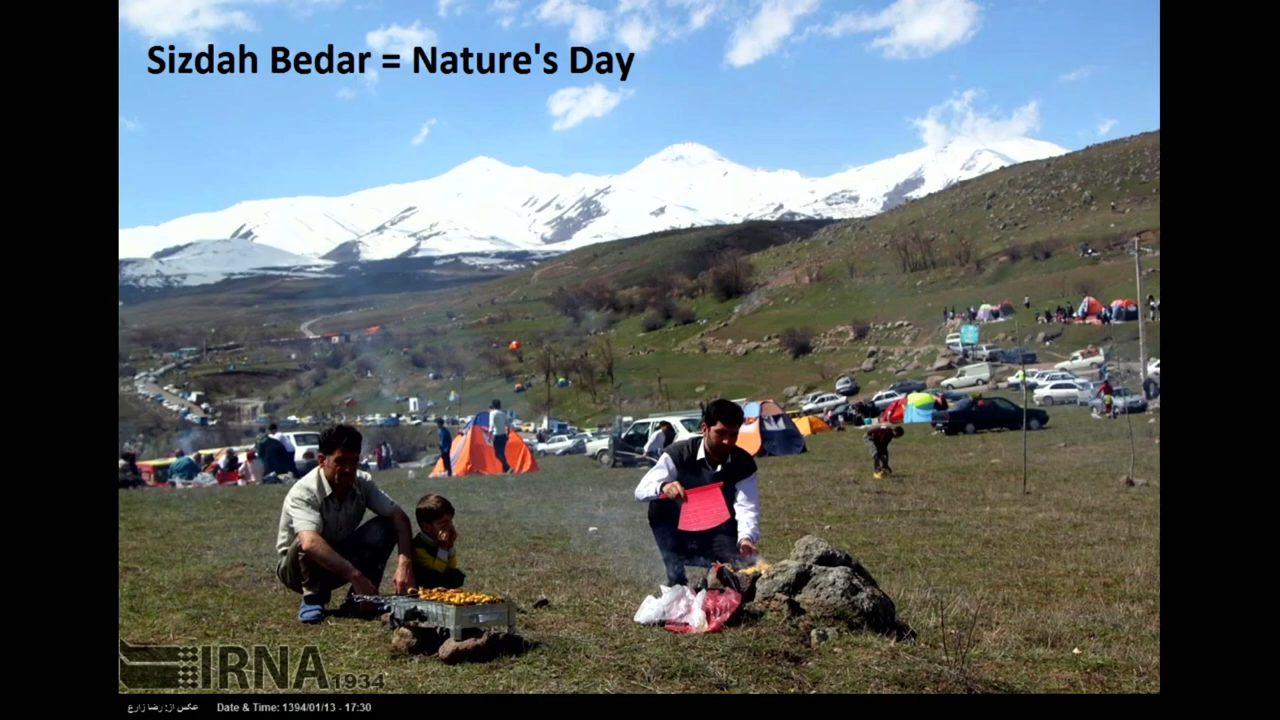 Sizdah Bedar = Nature's Day
IRNA 1934
عکس از: رضا زارع Date & Time: 1394/01/13 - 17:30